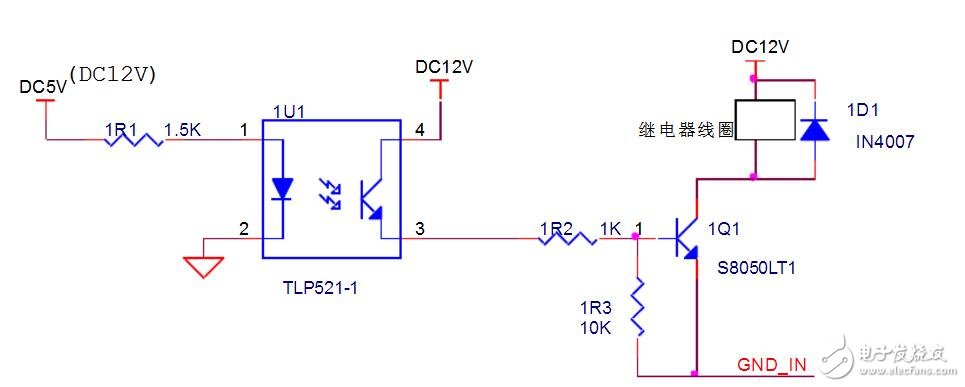 DC5V(DC12V)
1R1 1.5K
1
2
1U1
4
3
TLP521-1
DC12V
1R2 1K 1
1R3
10K
DC12V
继电器线圈
1D1
IN4007
1Q1
S8050LT1
GND_IN
电子发烧友
www.elecfans.com